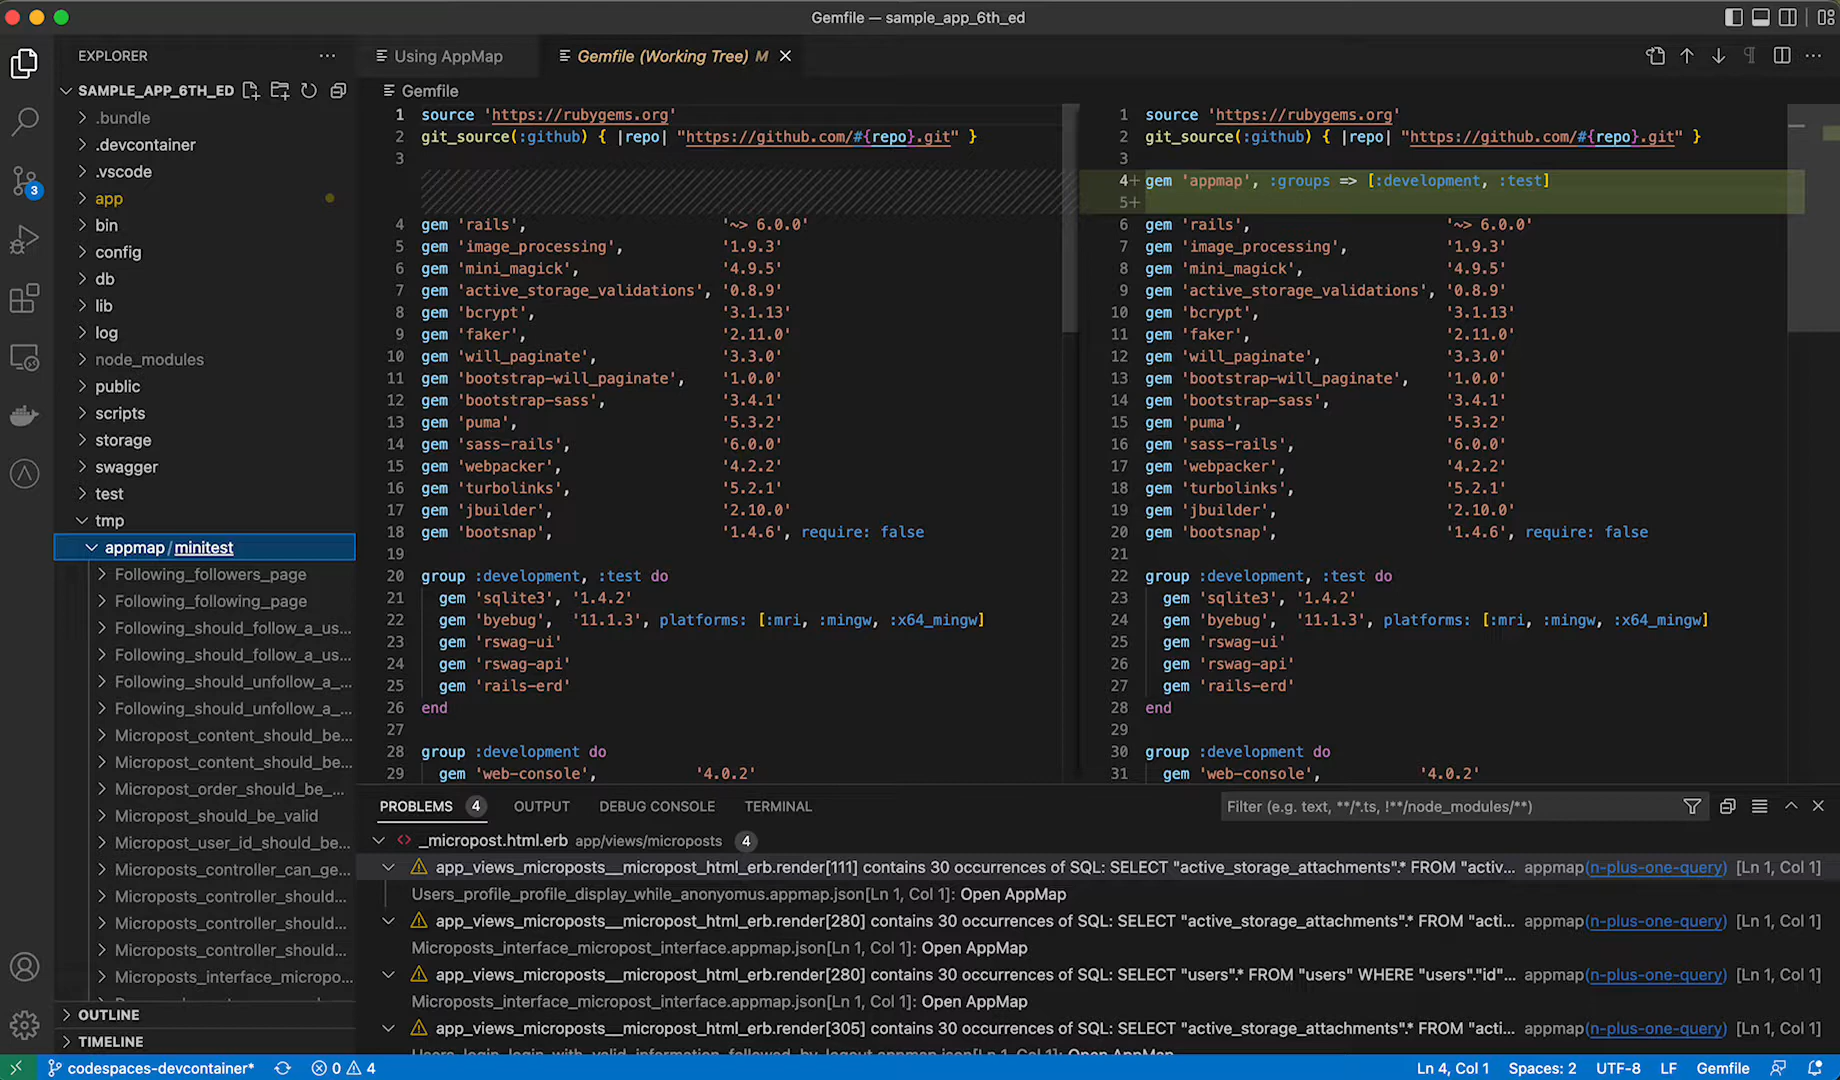 Gemfile — sample_app_6th_ed
EXPLORER
SAMPLE_APP_6TH_ED
.bundle
.devcontainer
.vscode
app
bin
config
db
lib
log
node_modules
public
scripts
storage
swagger
test
tmp
appmap / minitest
Following_followers_page
Following_following_page
Following_should_follow_a_us...
Following_should_follow_a_us...
Following_should_unfollow_a_...
Following_should_unfollow_a_...
Micropost_content_should_be...
Micropost_content_should_be...
Micropost_order_should_be_...
Micropost_should_be_valid
Micropost_user_id_should_be...
Microposts_controller_can_ge...
Microposts_controller_should...
Microposts_controller_should...
Microposts_controller_should...
Microposts_interface_micropo...
OUTLINE
TIMELINE
3
Using AppMap
Gemfile (Working Tree) M
Gemfile
1 source 'https://rubygems.org'
2 git_source(:github) { |repo| "https://github.com/#{repo}.git" }
3
4 gem 'rails', '~> 6.0.0'
5 gem 'image_processing', '1.9.3'
6 gem 'mini_magick', '4.9.5'
7 gem 'active_storage_validations', '0.8.9'
8 gem 'bcrypt', '3.1.13'
9 gem 'faker', '2.11.0'
10 gem 'will_paginate', '3.3.0'
11 gem 'bootstrap-will_paginate', '1.0.0'
12 gem 'bootstrap-sass', '3.4.1'
13 gem 'puma', '5.3.2'
14 gem 'sass-rails', '6.0.0'
15 gem 'webpacker', '4.2.2'
16 gem 'turbolinks', '5.2.1'
17 gem 'jbuilder', '2.10.0'
18 gem 'bootsnap', '1.4.6', require: false
19
20 group :development, :test do
21 gem 'sqlite3', '1.4.2'
22 gem 'byebug', '11.1.3', platforms: [:mri, :mingw, :x64_mingw]
23 gem 'rswag-ui'
24 gem 'rswag-api'
25 gem 'rails-erd'
26 end
27
28 group :development do
29 gem 'web-console', '4.0.2'
1 source 'https://rubygems.org'
2 git_source(:github) { |repo| "https://github.com/#{repo}.git" }
3
4+ gem 'appmap', :groups => [:development, :test]
5+
6 gem 'rails', '~> 6.0.0'
7 gem 'image_processing', '1.9.3'
8 gem 'mini_magick', '4.9.5'
9 gem 'active_storage_validations', '0.8.9'
10 gem 'bcrypt', '3.1.13'
11 gem 'faker', '2.11.0'
12 gem 'will_paginate', '3.3.0'
13 gem 'bootstrap-will_paginate', '1.0.0'
14 gem 'bootstrap-sass', '3.4.1'
15 gem 'puma', '5.3.2'
16 gem 'sass-rails', '6.0.0'
17 gem 'webpacker', '4.2.2'
18 gem 'turbolinks', '5.2.1'
19 gem 'jbuilder', '2.10.0'
20 gem 'bootsnap', '1.4.6', require: false
21
22 group :development, :test do
23 gem 'sqlite3', '1.4.2'
24 gem 'byebug', '11.1.3', platforms: [:mri, :mingw, :x64_mingw]
25 gem 'rswag-ui'
26 gem 'rswag-api'
27 gem 'rails-erd'
28 end
29
30 group :development do
31 gem 'web-console', '4.0.2'
PROBLEMS 4 OUTPUT DEBUG CONSOLE TERMINAL Filter (e.g. text, **/*.ts, !**/node_modules/**)
_micropost.html.erb app/views/microposts 4
app_views_microposts__micropost_html_erb.render[111] contains 30 occurrences of SQL: SELECT "active_storage_attachments".* FROM "activ... appmap(n-plus-one-query) [Ln 1, Col 1]
Users_profile_profile_display_while_anonyomus.appmap.json[Ln 1, Col 1]: Open AppMap
app_views_microposts__micropost_html_erb.render[280] contains 30 occurrences of SQL: SELECT "active_storage_attachments".* FROM "acti... appmap(n-plus-one-query) [Ln 1, Col 1]
Microposts_interface_micropost_interface.appmap.json[Ln 1, Col 1]: Open AppMap
app_views_microposts__micropost_html_erb.render[280] contains 30 occurrences of SQL: SELECT "users".* FROM "users" WHERE "users"."id"... appmap(n-plus-one-query) [Ln 1, Col 1]
Microposts_interface_micropost_interface.appmap.json[Ln 1, Col 1]: Open AppMap
app_views_microposts__micropost_html_erb.render[305] contains 30 occurrences of SQL: SELECT "active_storage_attachments".* FROM "acti... appmap(n-plus-one-query) [Ln 1, Col 1]
Users_login_login_with_valid_information_followed_by_logout.appmap.json[Ln 1, Col 1]: Open AppMap
codespaces-devcontainer* 0 4 Ln 4, Col 1 Spaces: 2 UTF-8 LF Gemfile